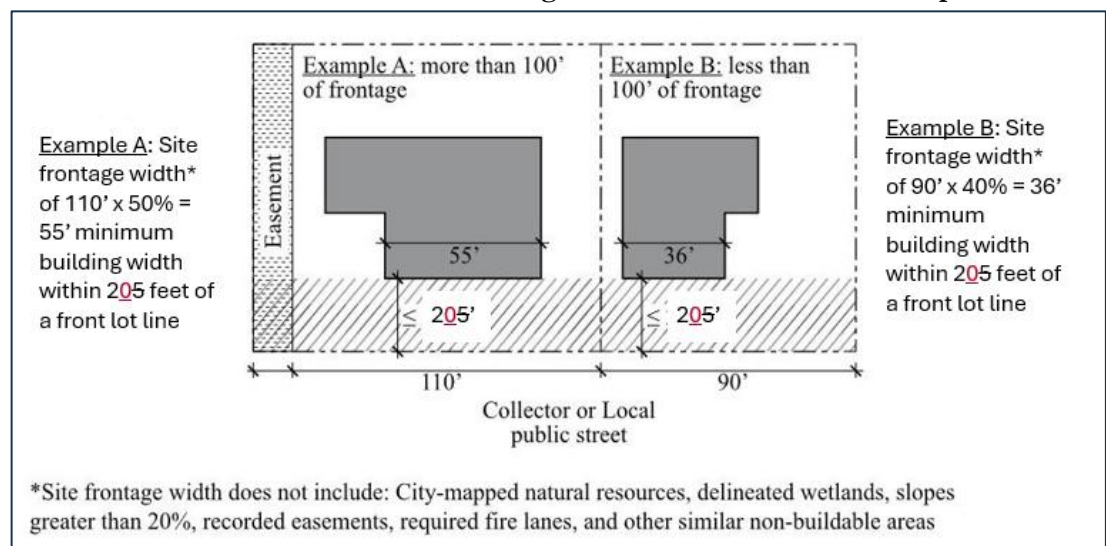 Example A: more than 100'
of frontage
Example B: less than
100' of frontage
Example A: Site
frontage width*
of 110' x 50% =
55' minimum
building width
within 205 feet of
a front lot line
Easement
55'
36'
≤ 205'
≤ 205'
Example B: Site
frontage width*
of 90' x 40% = 36'
minimum
building width
within 205 feet of
a front lot line
110'
90'
Collector or Local
public street
*Site frontage width does not include: City-mapped natural resources, delineated wetlands, slopes
greater than 20%, recorded easements, required fire lanes, and other similar non-buildable areas